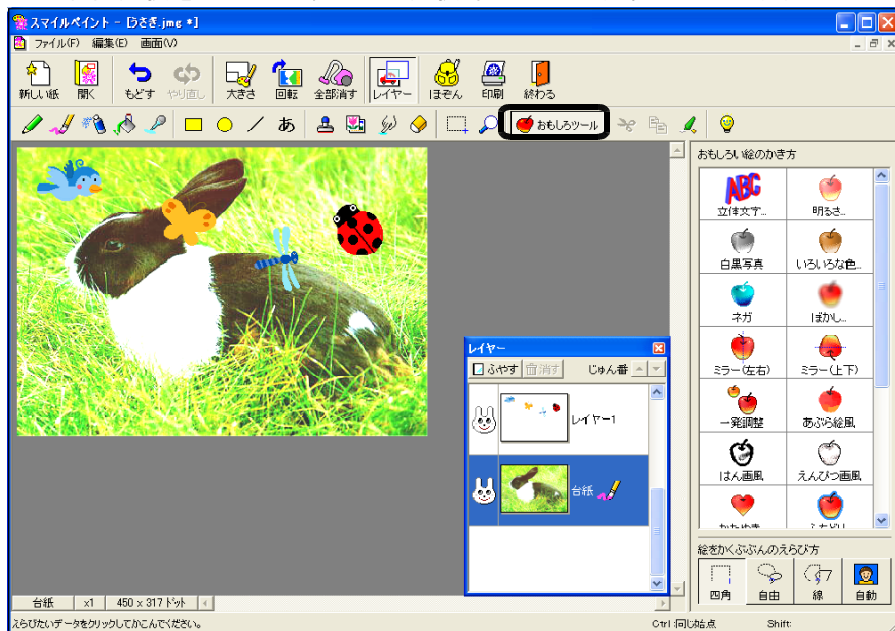 スマイルペイント - [うさぎ.jmg *]
ファイル(F) 編集(E) 画面(V)
新しい紙 開く もどす やり直し 大きさ 回転 全部消す レイヤー ほぞん 印刷 終わる
あ おもしろツール
おもしろい絵のかき方
ABC
立体文字... 明るさ...
白黒写真 いろいろな色...
ネガ ぼかし...
ミラー(左右) ミラー(上下)
一発調整 あぶら絵風
はん画風 えんぴつ画風
レイヤー
ふやす 消す じゅん番
レイヤー1
台紙
絵をかくぶぶんのえらび方
四角 自由 線 自動
台紙 x1 450 x 317 ドット
えらびたいデータをクリックしてかこんでください。 Ctrl:同じ始点 Shift: